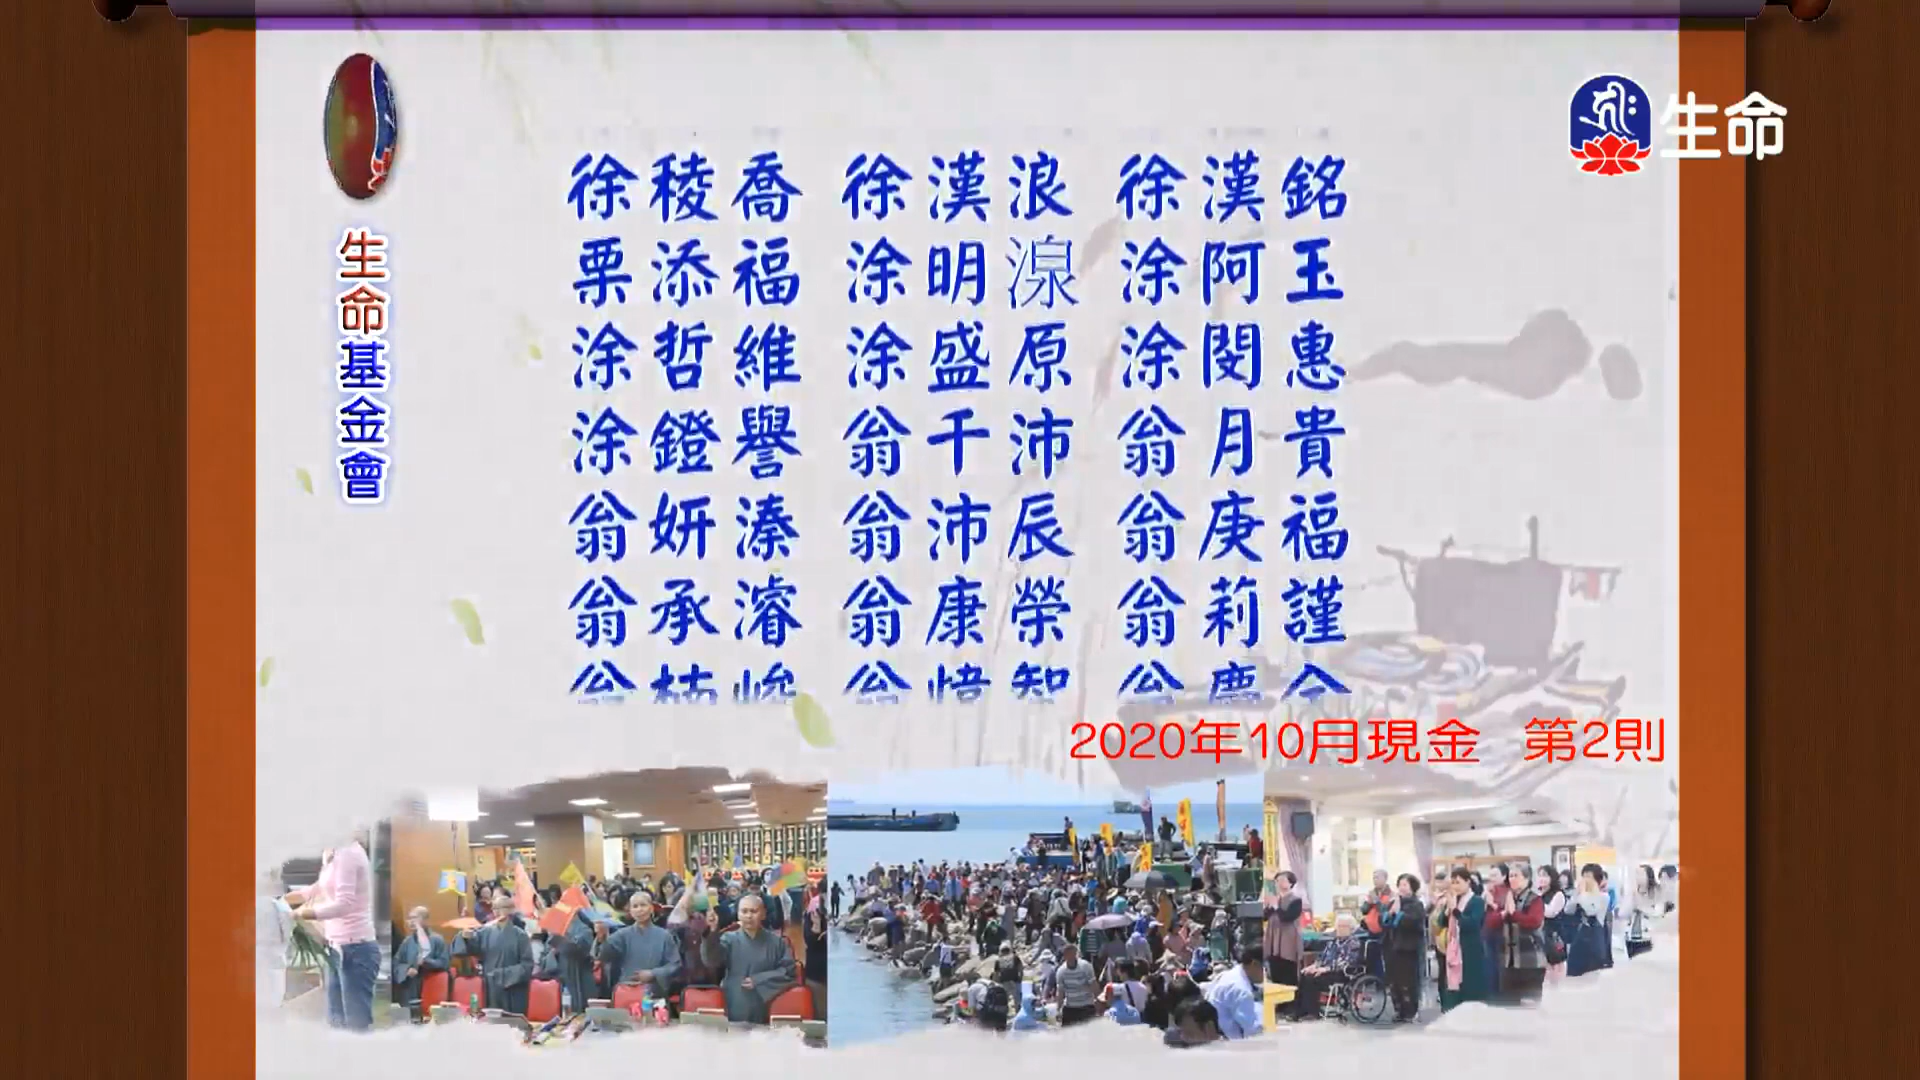 生命
生命基金會
徐稜喬 徐漢浪 徐漢銘
栗添福 涂明湶 涂阿玉
涂哲維 涂盛原 涂閔惠
涂鐙譽 翁千沛 翁月貴
翁妍溱 翁沛辰 翁庚福
翁承濬 翁康榮 翁莉謹
2020年10月現金 第2則